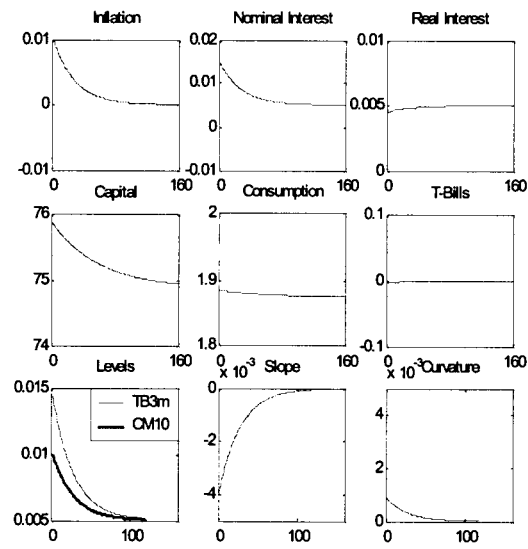 Inflation Nominal Interest Real Interest
0.01 0.02 0.01
0.01
0 0.005
0
-0.01 -0.01 0
0 160 0 160 0 160
Capital Consumption T-Bills
76 2 0.1
75 1.9 0
74 1.8 -0.1
0 160 0 160 0 160
Levels x 10^-3 Slope x 10^-3 Curvature
0.015 0
TB3m
CM10
4
-2
0.01 2
-4
0.005 0
0 100 0 100 0 100